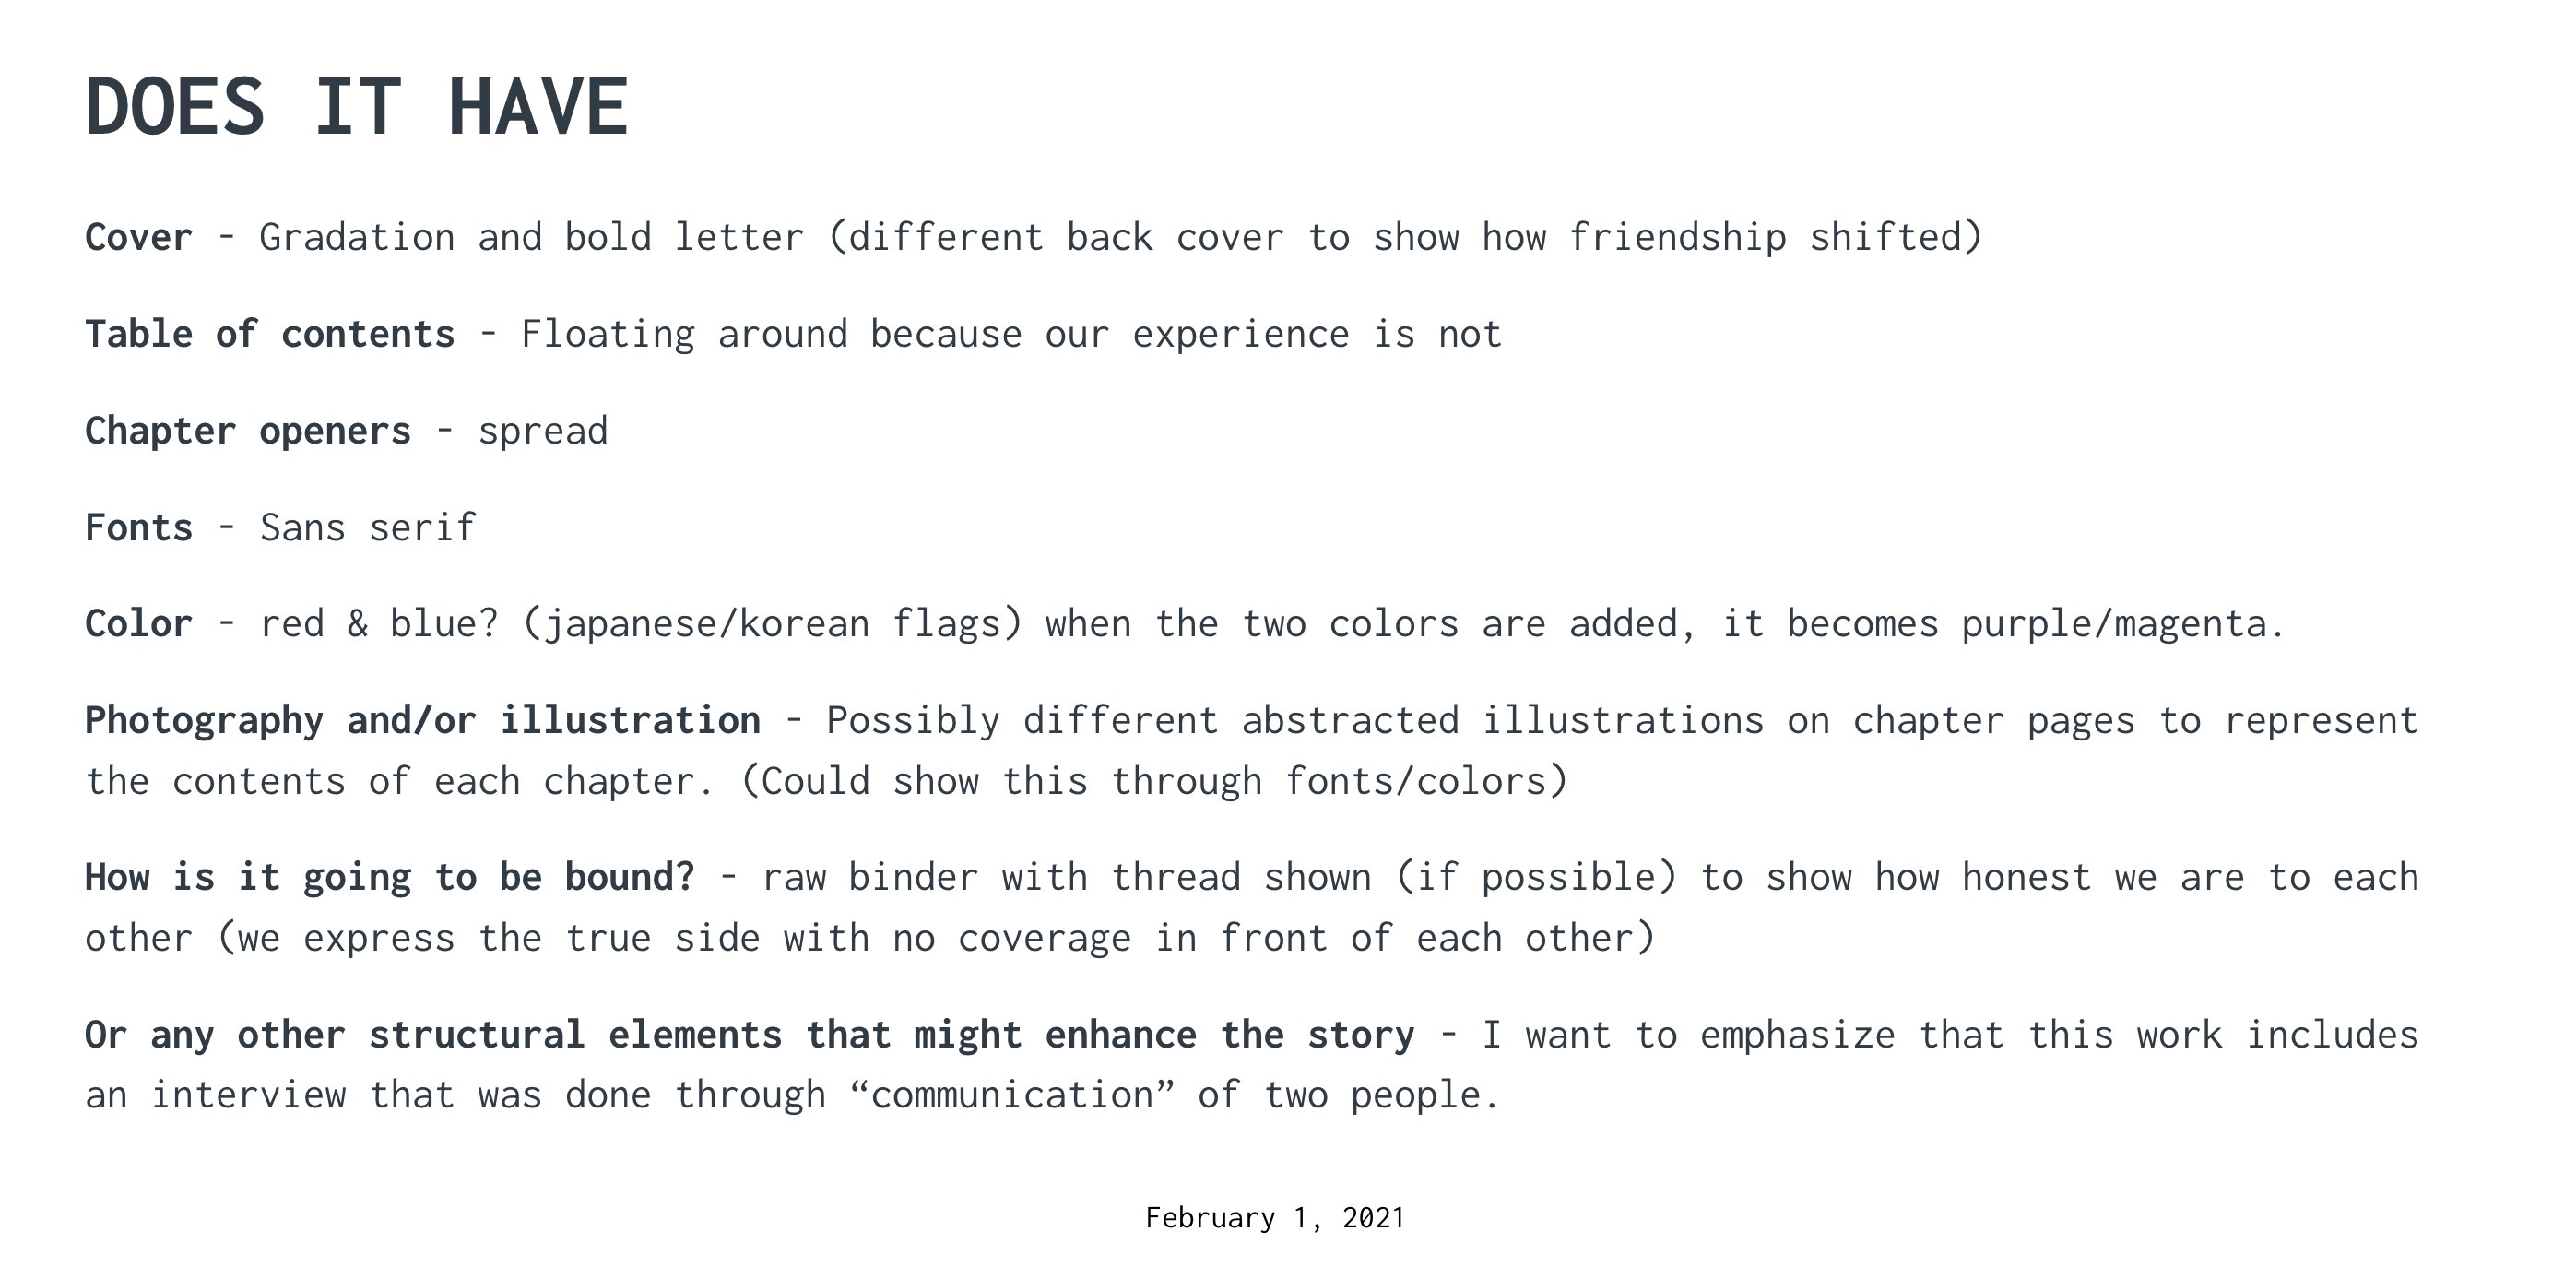 DOES IT HAVE
Cover - Gradation and bold letter (different back cover to show how friendship shifted)
Table of contents - Floating around because our experience is not
Chapter openers - spread
Fonts - Sans serif
Color - red & blue? (japanese/korean flags) when the two colors are added, it becomes purple/magenta.
Photography and/or illustration - Possibly different abstracted illustrations on chapter pages to represent
the contents of each chapter. (Could show this through fonts/colors)
How is it going to be bound? - raw binder with thread shown (if possible) to show how honest we are to each
other (we express the true side with no coverage in front of each other)
Or any other structural elements that might enhance the story - I want to emphasize that this work includes
an interview that was done through “communication” of two people.
February 1, 2021